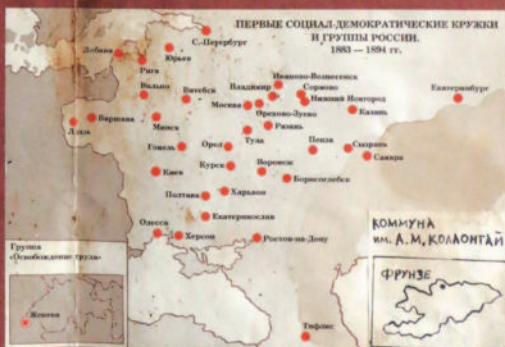 ПЕРВЫЕ СОЦИАЛ-ДЕМОКРАТИЧЕСКИЕ КРУЖКИ
И ГРУППЫ РОССИИ.
1883 — 1894 гг.
С.-Петербург
Либава
Рига
Юрьев
Вильно
Витебск
Иваново-Вознесенск
Владимир
Сормово
Нижний Новгород
Екатеринбург
Москва
Орехово-Зуево
Казань
Лодзь
Варшава
Минск
Рязань
Тула
Гомель
Орел
Пенза
Сызрань
Самара
Киев
Курск
Воронеж
Борисоглебск
Полтава
Харьков
Екатеринослав
Одесса
Херсон
Ростов-на-Дону
Группа
«Освобождение труда»
Женева
Тифлис
КОММУНА
ИМ. А.М. КОЛЛОНТАЙ
ФРУНЗЕ